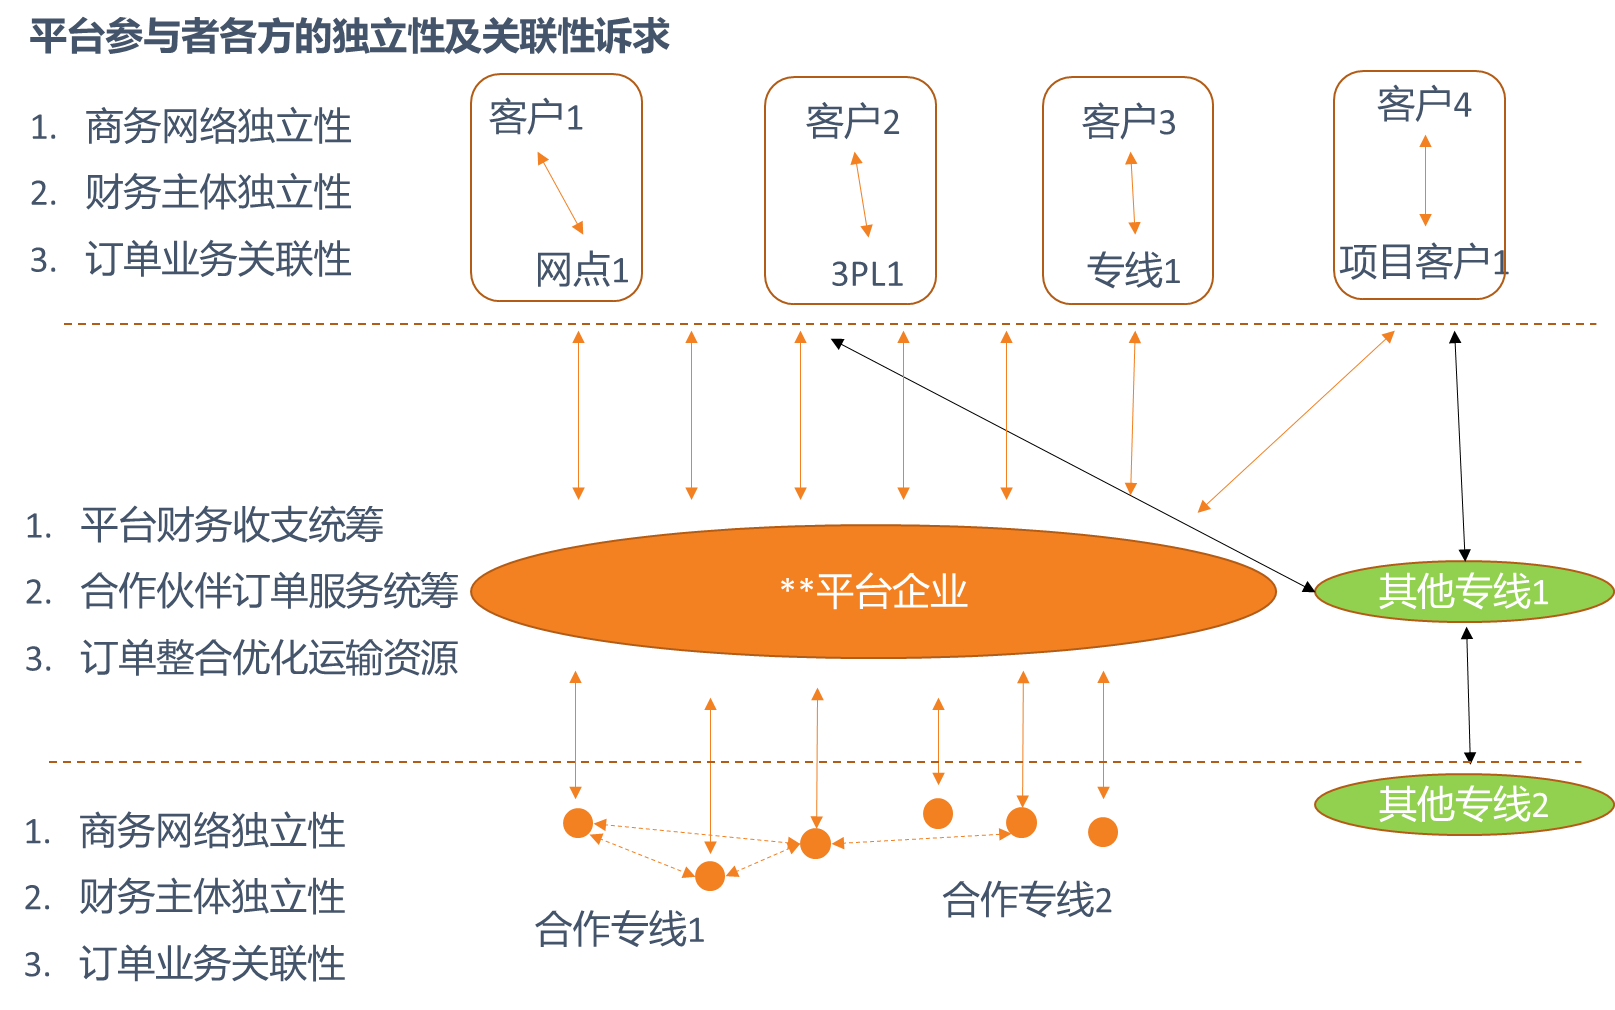 平台参与者各方的独立性及关联性诉求
1. 商务网络独立性
2. 财务主体独立性
3. 订单业务关联性
客户1
网点1
客户2
3PL1
客户3
专线1
客户4
项目客户1
1. 平台财务收支统筹
2. 合作伙伴订单服务统筹
3. 订单整合优化运输资源
**平台企业
其他专线1
其他专线2
1. 商务网络独立性
2. 财务主体独立性
3. 订单业务关联性
合作专线1
合作专线2